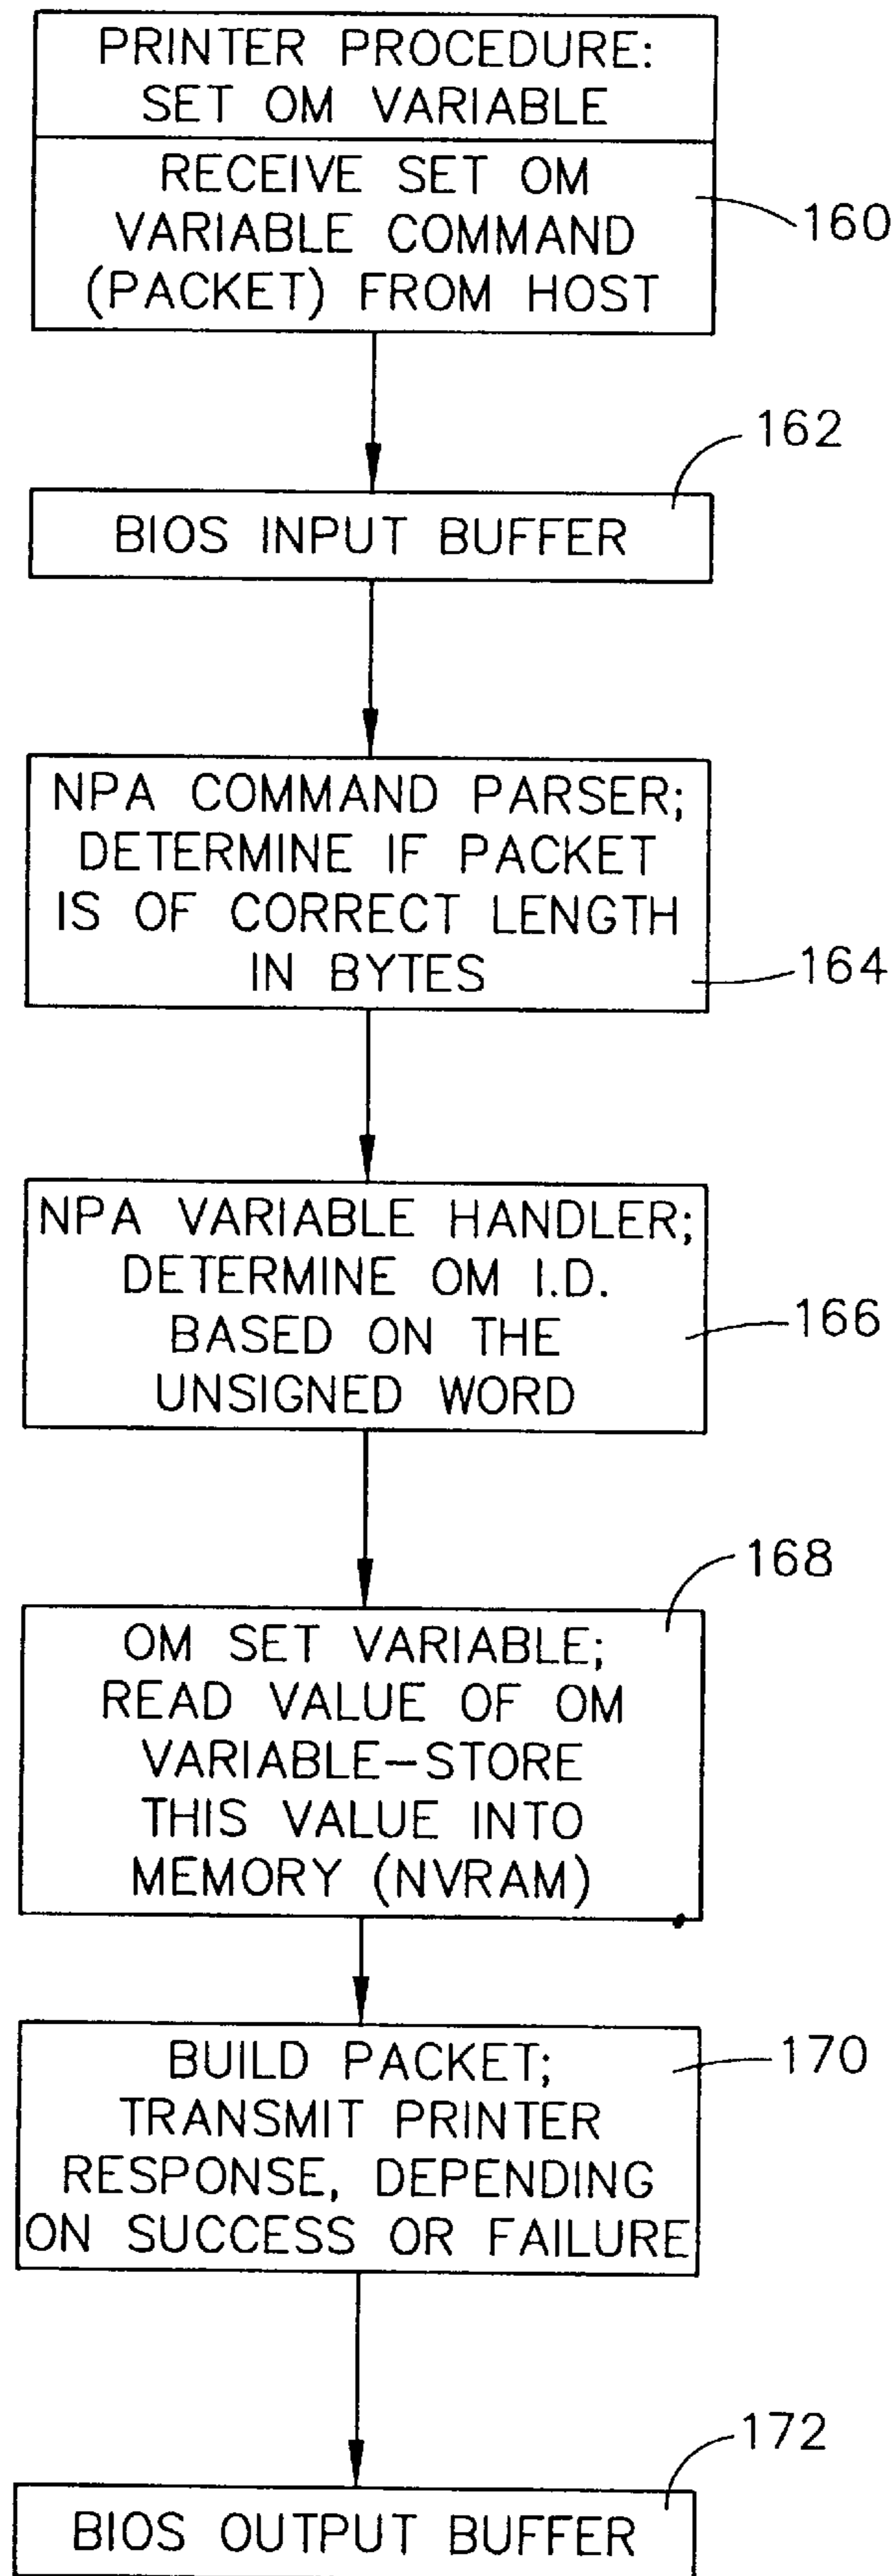 PRINTER PROCEDURE:
SET OM VARIABLE
RECEIVE SET OM
VARIABLE COMMAND
(PACKET) FROM HOST
160
162
BIOS INPUT BUFFER
NPA COMMAND PARSER;
DETERMINE IF PACKET
IS OF CORRECT LENGTH
IN BYTES
164
NPA VARIABLE HANDLER;
DETERMINE OM I.D.
BASED ON THE
UNSIGNED WORD
166
168
OM SET VARIABLE;
READ VALUE OF OM
VARIABLE-STORE
THIS VALUE INTO
MEMORY (NVRAM)
BUILD PACKET;
TRANSMIT PRINTER
RESPONSE, DEPENDING
ON SUCCESS OR FAILURE
170
172
BIOS OUTPUT BUFFER